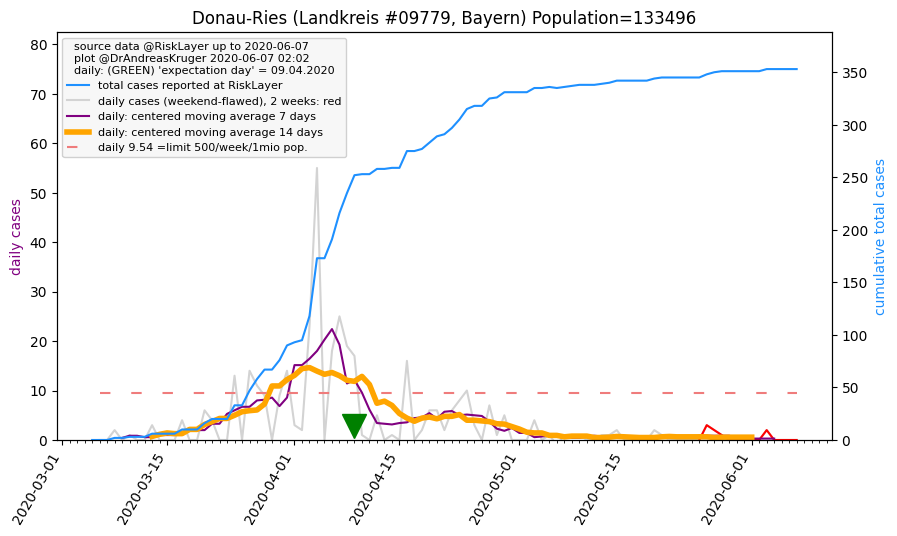 Donau-Ries (Landkreis #09779, Bayern) Population=133496
source data @RiskLayer up to 2020-06-07
plot @DrAndreasKruger 2020-06-07 02:02
daily: (GREEN) 'expectation day' = 09.04.2020
total cases reported at RiskLayer
daily cases (weekend-flawed), 2 weeks: red
daily: centered moving average 7 days
daily: centered moving average 14 days
daily 9.54 =limit 500/week/1mio pop.
daily cases
80
70
60
50
40
30
20
10
0
cumulative total cases
350
300
250
200
150
100
50
0
2020-03-01
2020-03-15
2020-04-01
2020-04-15
2020-05-01
2020-05-15
2020-06-01